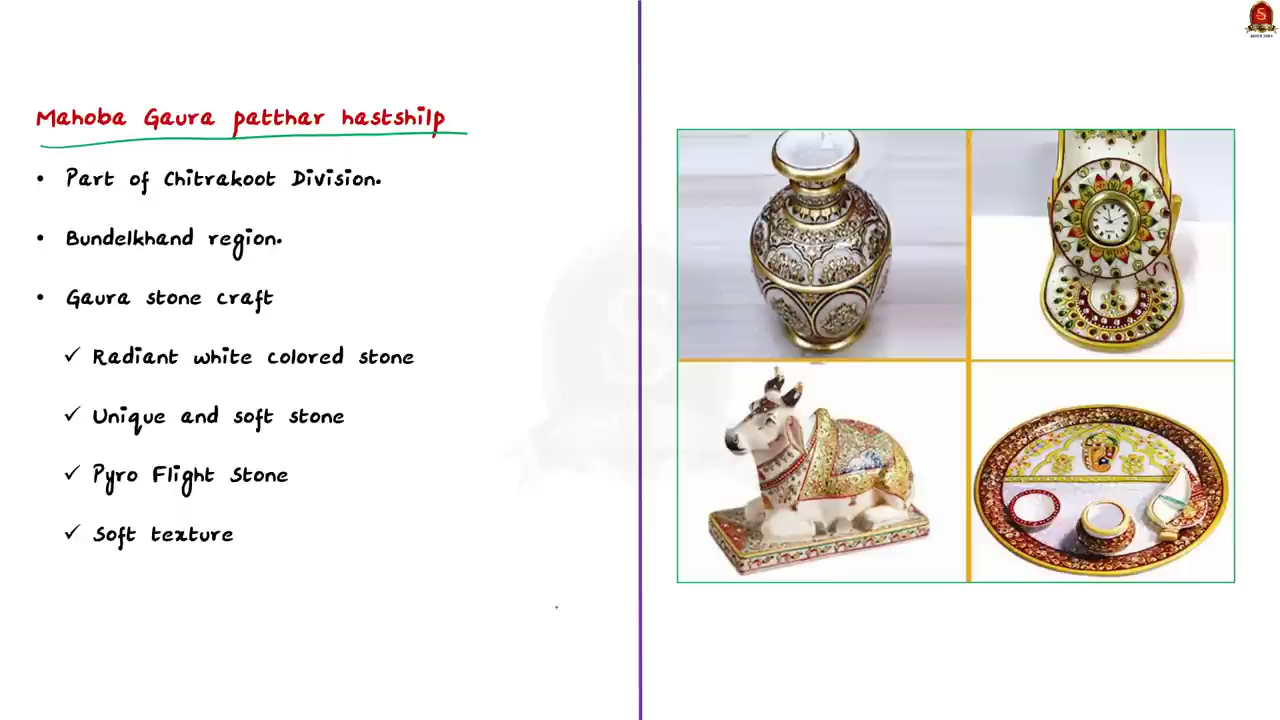 Mahoba Gaura patthar hastshilp
• Part of Chitrakoot Division.
• Bundelkhand region.
• Gaura stone craft
✓ Radiant white colored stone
✓ Unique and soft stone
✓ Pyro Flight Stone
✓ Soft texture